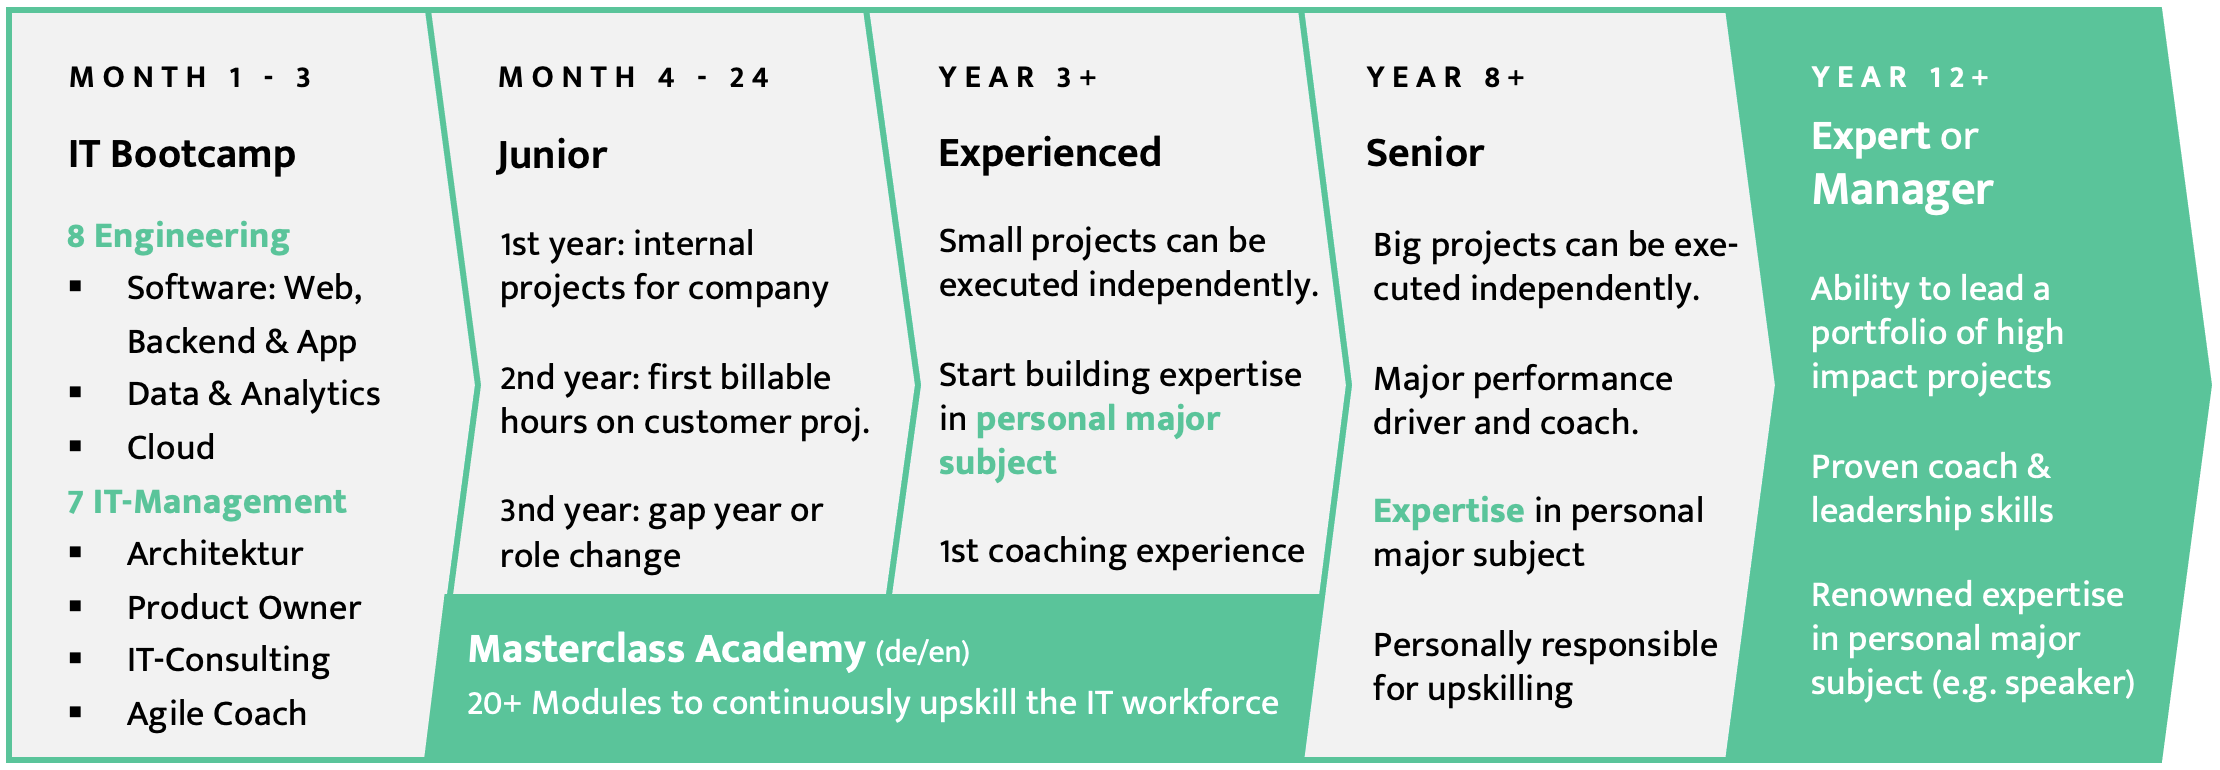 MONTH 1 - 3
IT Bootcamp
8 Engineering
▪ Software: Web,
Backend & App
▪ Data & Analytics
▪ Cloud
7 IT-Management
▪ Architektur
▪ Product Owner
▪ IT-Consulting
▪ Agile Coach
MONTH 4 - 24
Junior
1st year: internal
projects for company
2nd year: first billable
hours on customer proj.
3nd year: gap year or
role change
YEAR 3+
Experienced
Small projects can be
executed independently.
Start building expertise
in personal major
subject
1st coaching experience
Masterclass Academy (de/en)
20+ Modules to continuously upskill the IT workforce
YEAR 8+
Senior
Big projects can be exe-
cuted independently.
Major performance
driver and coach.
Expertise in personal
major subject
Personally responsible
for upskilling
YEAR 12+
Expert or
Manager
Ability to lead a
portfolio of high
impact projects
Proven coach &
leadership skills
Renowned expertise
in personal major
subject (e.g. speaker)